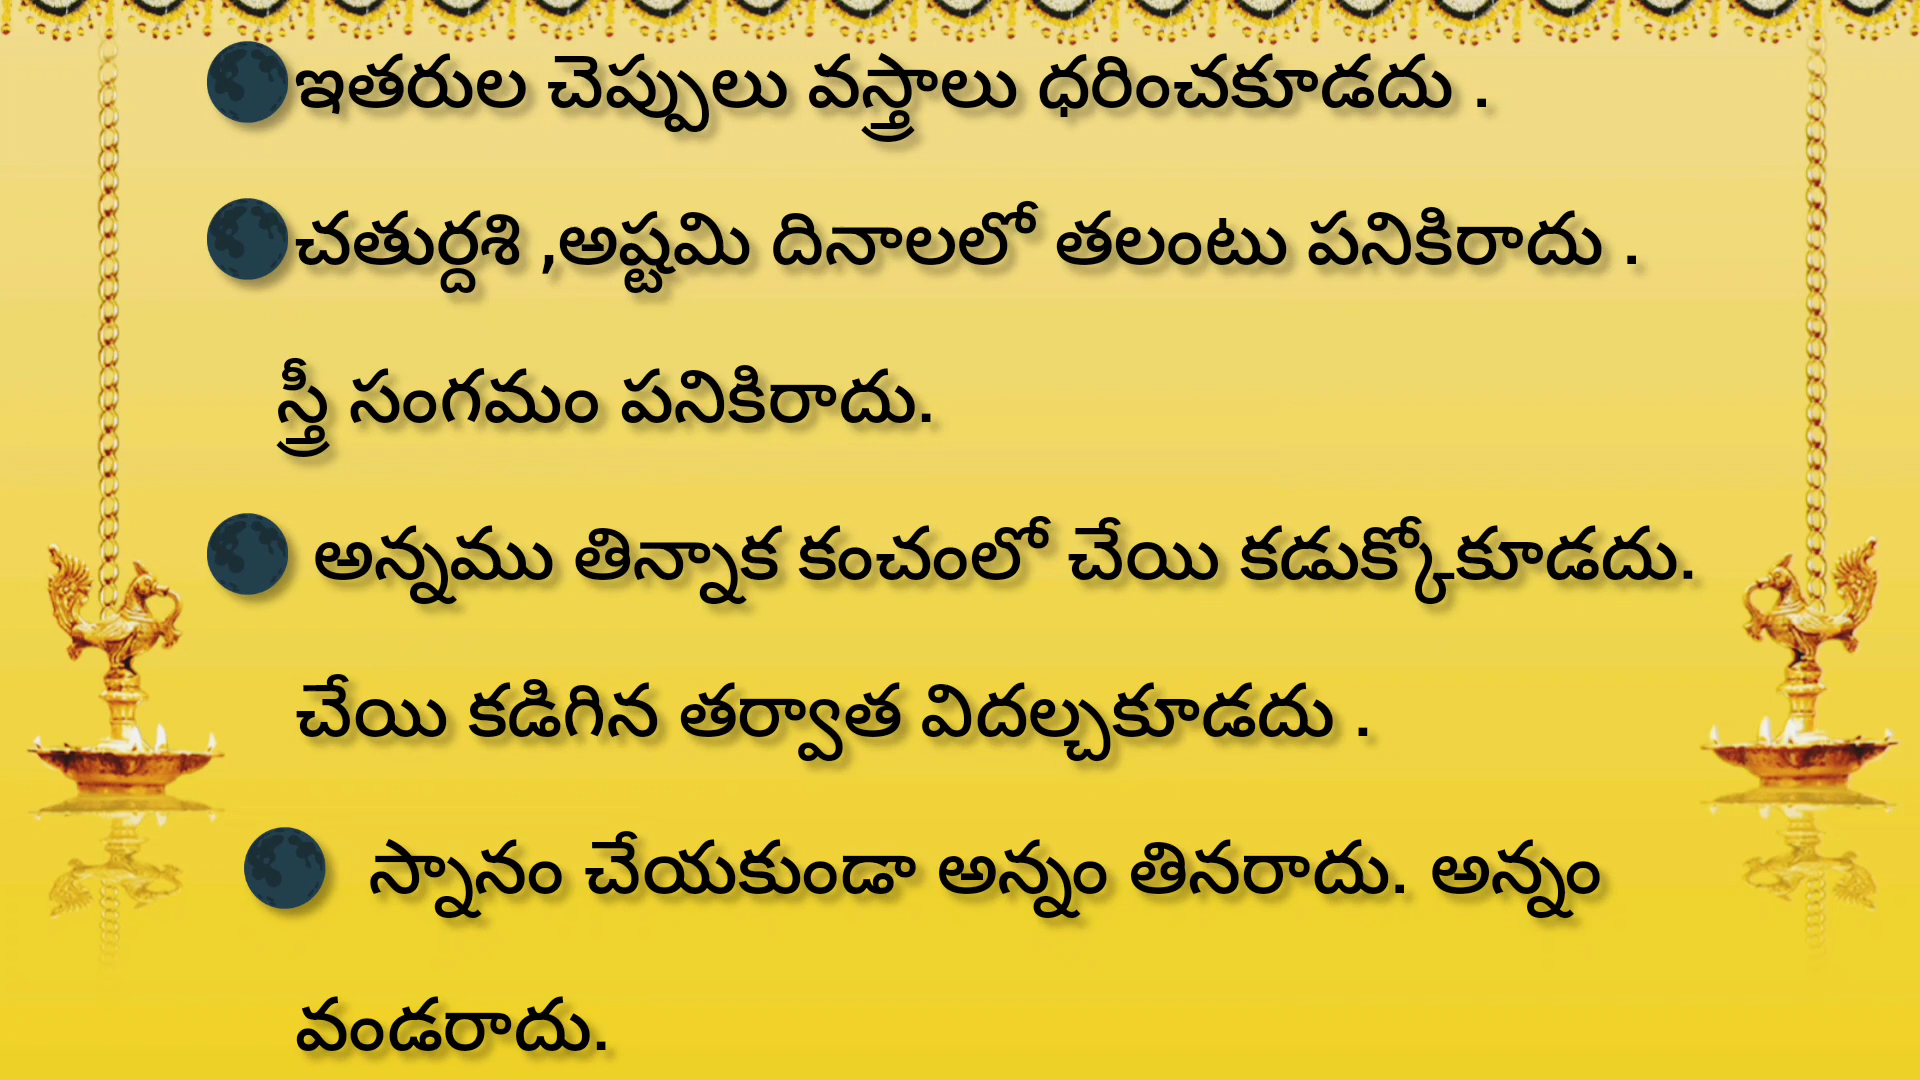 🌑ఇతరుల చెప్పులు వస్త్రాలు ధరించకూడదు .
🌑చతుర్దశి ,అష్టమి దినాలలో తలంటు పనికిరాదు .
స్త్రీ సంగమం పనికిరాదు.
🌑 అన్నము తిన్నాక కంచంలో చేయి కడుక్కోకూడదు.
చేయి కడిగిన తర్వాత విదల్చకూడదు .
🌑 స్నానం చేయకుండా అన్నం తినరాదు. అన్నం
వండరాదు.